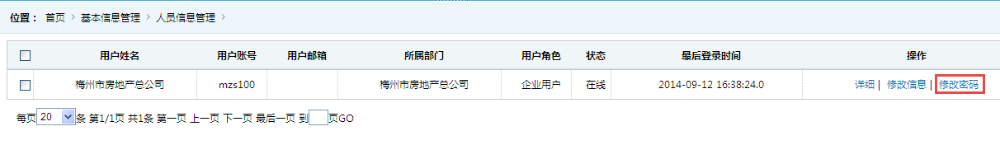 位置： 首页 > 基本信息管理 > 人员信息管理 >
用户姓名 用户账号 用户邮箱 所属部门 用户角色 状态 最后登录时间 操作
梅州市房地产总公司 mzs100 梅州市房地产总公司 企业用户 在线 2014-09-12 16:38:24.0 详细 | 修改信息 | 修改密码
每页 20 条 第1/1页 共1条 第一页 上一页 下一页 最后一页 到 页GO